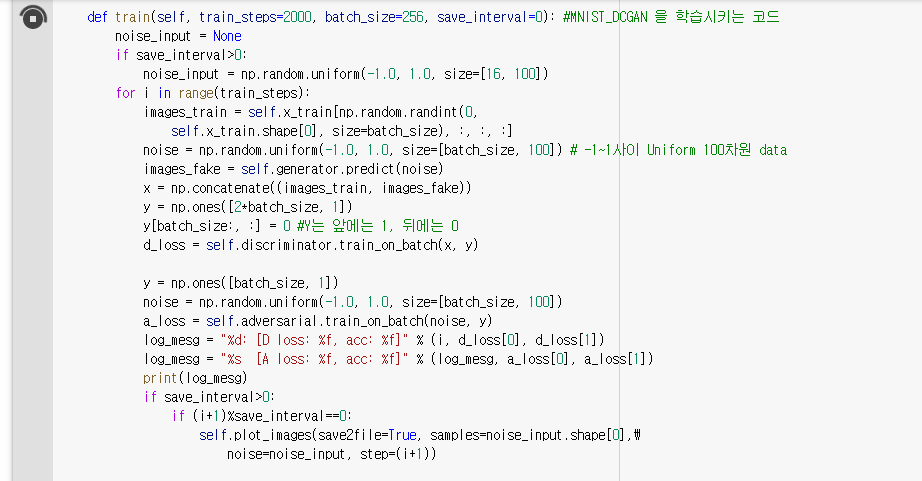 def train(self, train_steps=2000, batch_size=256, save_interval=0): #MNIST_DCGAN 을 학습시키는 코드
noise_input = None
if save_interval>0:
noise_input = np.random.uniform(-1.0, 1.0, size=[16, 100])
for i in range(train_steps):
images_train = self.x_train[np.random.randint(0,
self.x_train.shape[0], size=batch_size), :, :, :]
noise = np.random.uniform(-1.0, 1.0, size=[batch_size, 100]) # -1~1사이 Uniform 100차원 data
images_fake = self.generator.predict(noise)
x = np.concatenate((images_train, images_fake))
y = np.ones([2*batch_size, 1])
y[batch_size:, :] = 0 #Y는 앞에는 1, 뒤에는 0
d_loss = self.discriminator.train_on_batch(x, y)
y = np.ones([batch_size, 1])
noise = np.random.uniform(-1.0, 1.0, size=[batch_size, 100])
a_loss = self.adversarial.train_on_batch(noise, y)
log_mesg = "%d: [D loss: %f, acc: %f]" % (i, d_loss[0], d_loss[1])
log_mesg = "%s  [A loss: %f, acc: %f]" % (log_mesg, a_loss[0], a_loss[1])
print(log_mesg)
if save_interval>0:
if (i+1)%save_interval==0:
self.plot_images(save2file=True, samples=noise_input.shape[0],₩
noise=noise_input, step=(i+1))